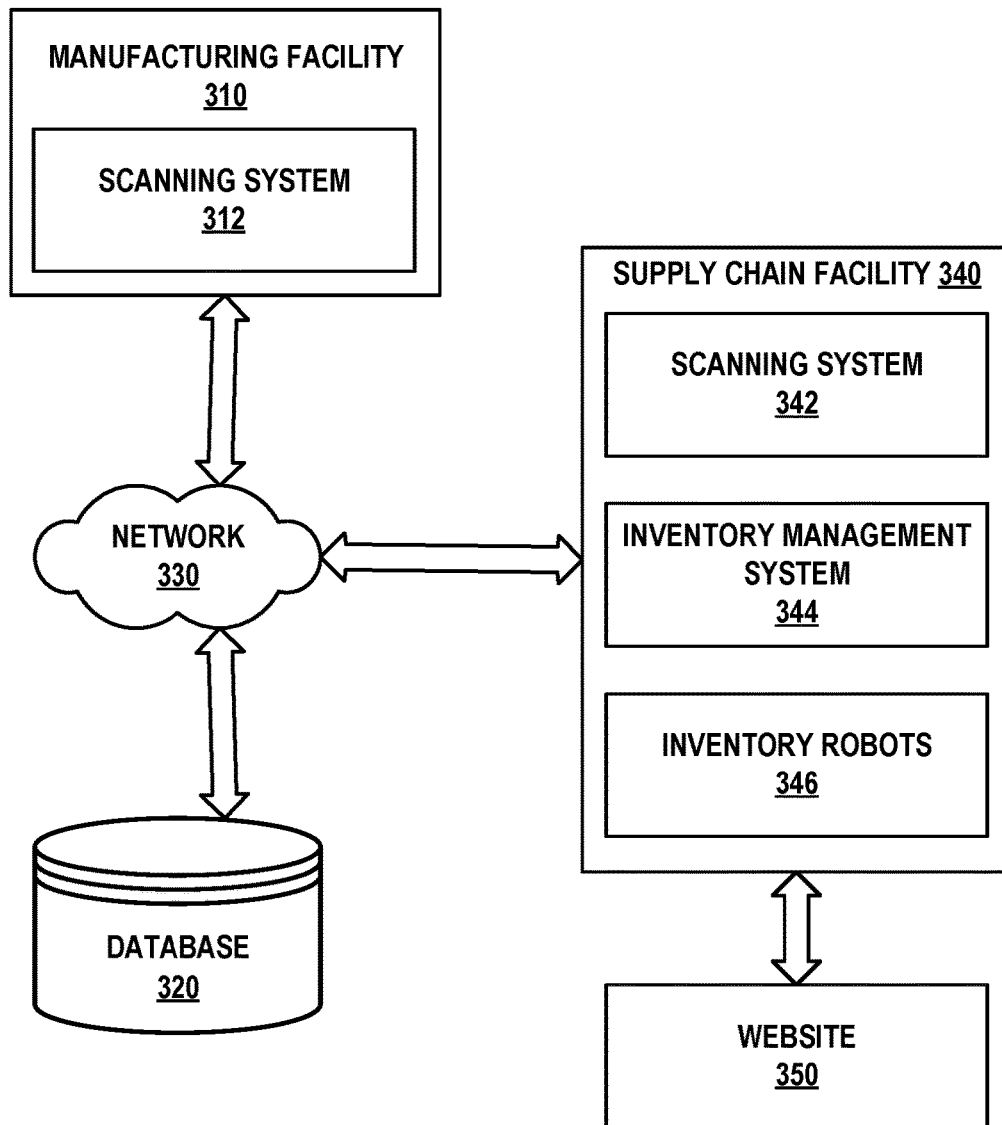 MANUFACTURING FACILITY
310
SCANNING SYSTEM
312
SUPPLY CHAIN FACILITY 340
SCANNING SYSTEM
342
NETWORK
330
INVENTORY MANAGEMENT
SYSTEM
344
INVENTORY ROBOTS
346
DATABASE
320
WEBSITE
350